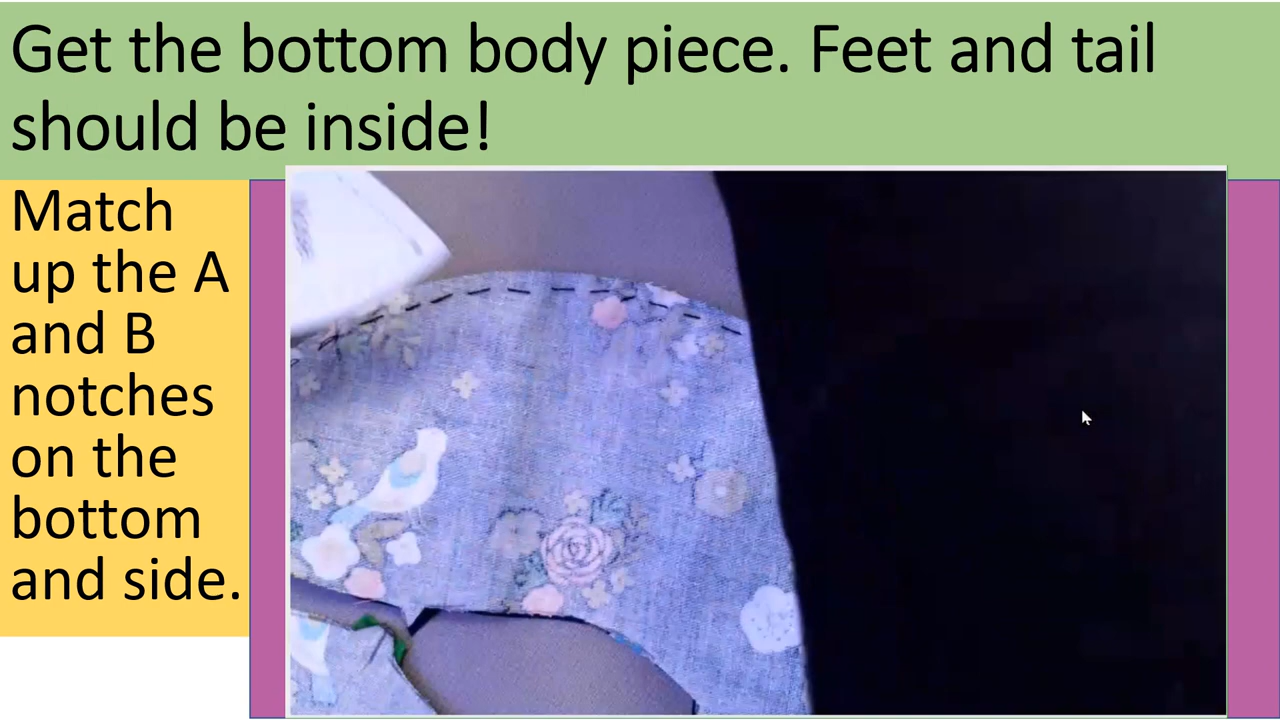 Get the bottom body piece. Feet and tail
should be inside!
Match
up the A
and B
notches
on the
bottom
and side.